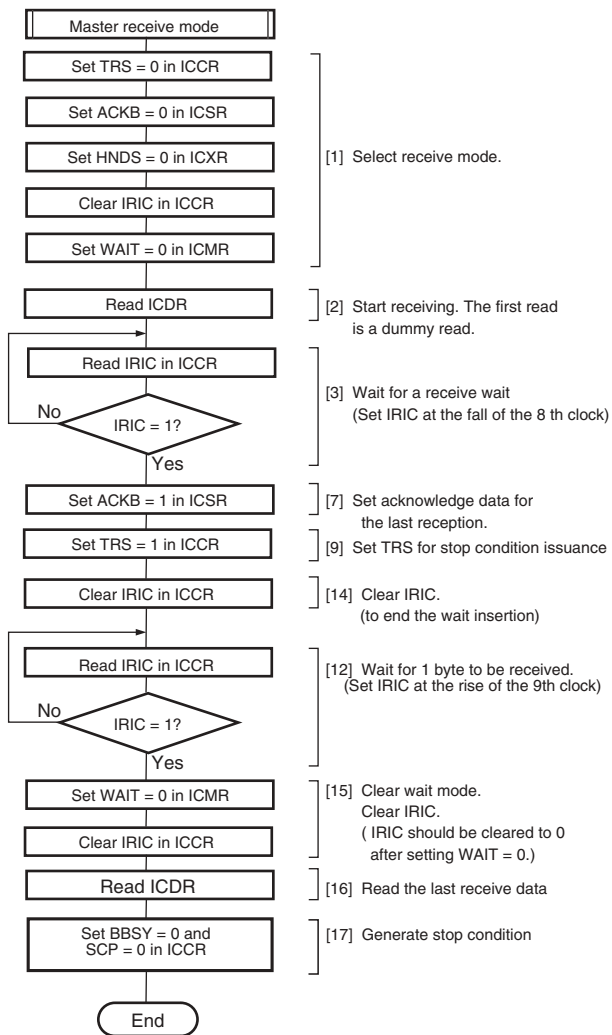 Master receive mode
Set TRS = 0 in ICCR
Set ACKB = 0 in ICSR
Set HNDS = 0 in ICXR
[1] Select receive mode.
Clear IRIC in ICCR
Set WAIT = 0 in ICMR
Read ICDR
[2] Start receiving. The first read
is a dummy read.
Read IRIC in ICCR
[3] Wait for a receive wait
(Set IRIC at the fall of the 8 th clock)
No
IRIC = 1?
Yes
Set ACKB = 1 in ICSR
[7] Set acknowledge data for
the last reception.
Set TRS = 1 in ICCR
[9] Set TRS for stop condition issuance
Clear IRIC in ICCR
[14] Clear IRIC.
(to end the wait insertion)
Read IRIC in ICCR
[12] Wait for 1 byte to be received.
(Set IRIC at the rise of the 9th clock)
No
IRIC = 1?
Yes
Set WAIT = 0 in ICMR
[15] Clear wait mode.
Clear IRIC.
( IRIC should be cleared to 0
after setting WAIT = 0.)
Clear IRIC in ICCR
Read ICDR
[16] Read the last receive data
Set BBSY = 0 and
SCP = 0 in ICCR
[17] Generate stop condition
End